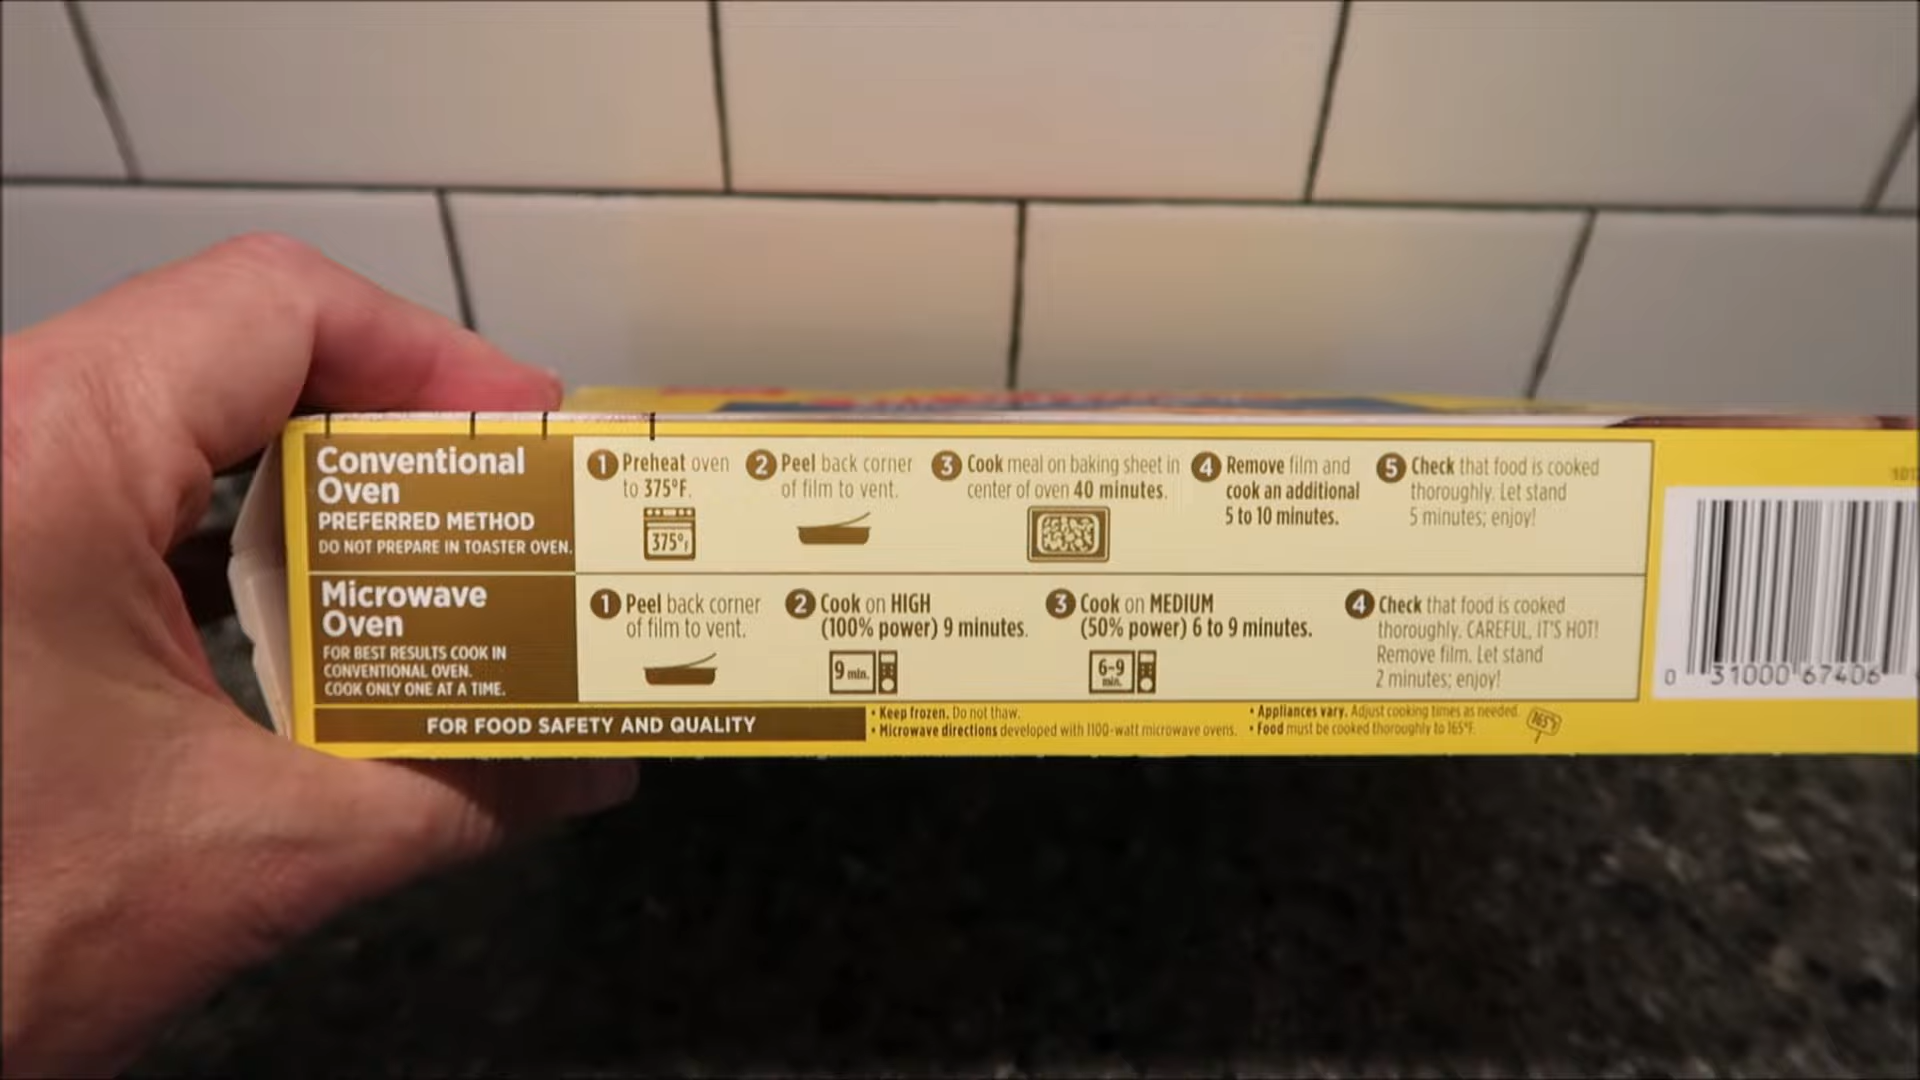 Conventional
Oven
PREFERRED METHOD
DO NOT PREPARE IN TOASTER OVEN.
1 Preheat oven
to 375°F.
375°F
2 Peel back corner
of film to vent.
3 Cook meal on baking sheet in
center of oven 40 minutes.
4 Remove film and
cook an additional
5 to 10 minutes.
5 Check that food is cooked
thoroughly. Let stand
5 minutes; enjoy!
Microwave
Oven
FOR BEST RESULTS COOK IN
CONVENTIONAL OVEN.
COOK ONLY ONE AT A TIME.
1 Peel back corner
of film to vent.
2 Cook on HIGH
(100% power) 9 minutes.
9 min.
3 Cook on MEDIUM
(50% power) 6 to 9 minutes.
6-9
min.
4 Check that food is cooked
thoroughly. CAREFUL, IT'S HOT!
Remove film. Let stand
2 minutes; enjoy!
FOR FOOD SAFETY AND QUALITY
• Keep frozen. Do not thaw.
• Microwave directions developed with 1100-watt microwave ovens.
• Appliances vary. Adjust cooking times as needed.
• Food must be cooked thoroughly to 165°F.
165°F
0 31000 67406